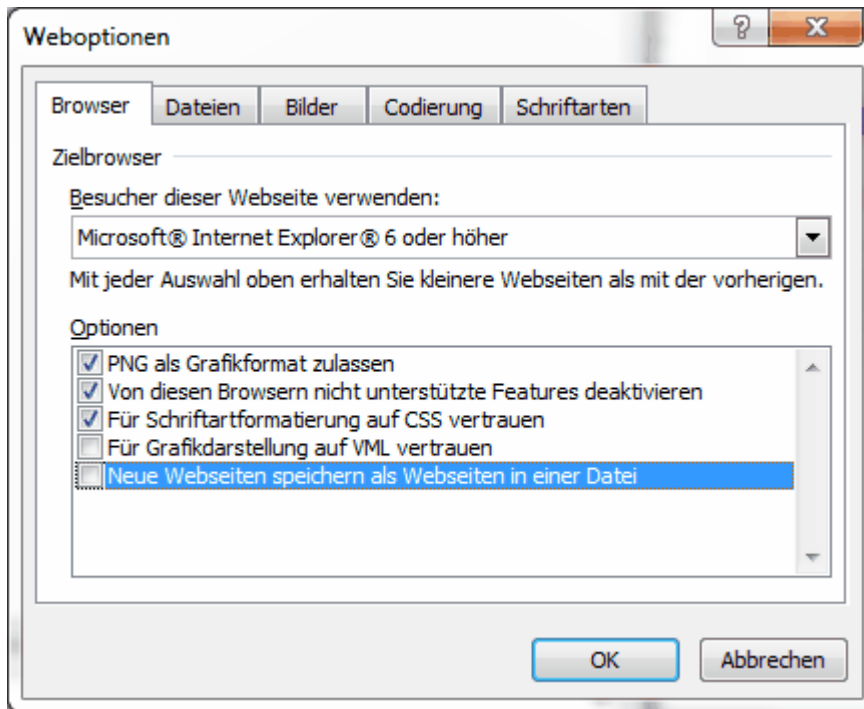 Weboptionen
Browser Dateien Bilder Codierung Schriftarten
Zielbrowser
Besucher dieser Webseite verwenden:
Microsoft® Internet Explorer® 6 oder höher
Mit jeder Auswahl oben erhalten Sie kleinere Webseiten als mit der vorherigen.
Optionen
PNG als Grafikformat zulassen
Von diesen Browsern nicht unterstützte Features deaktivieren
Für Schriftartformatierung auf CSS vertrauen
Für Grafikdarstellung auf VML vertrauen
Neue Webseiten speichern als Webseiten in einer Datei
OK Abbrechen